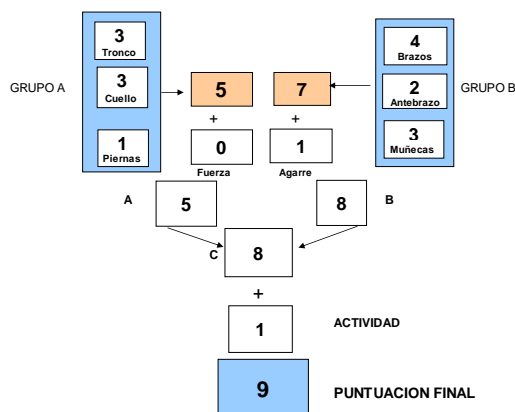 3
Tronco
4
Brazos
GRUPO A
3
Cuello
5
7
2
Antebrazo
GRUPO B
+
+
1
Piernas
0
Fuerza
1
Agarre
3
Muñecas
A
5
8
B
C
8
+
1
ACTIVIDAD
9
PUNTUACION FINAL